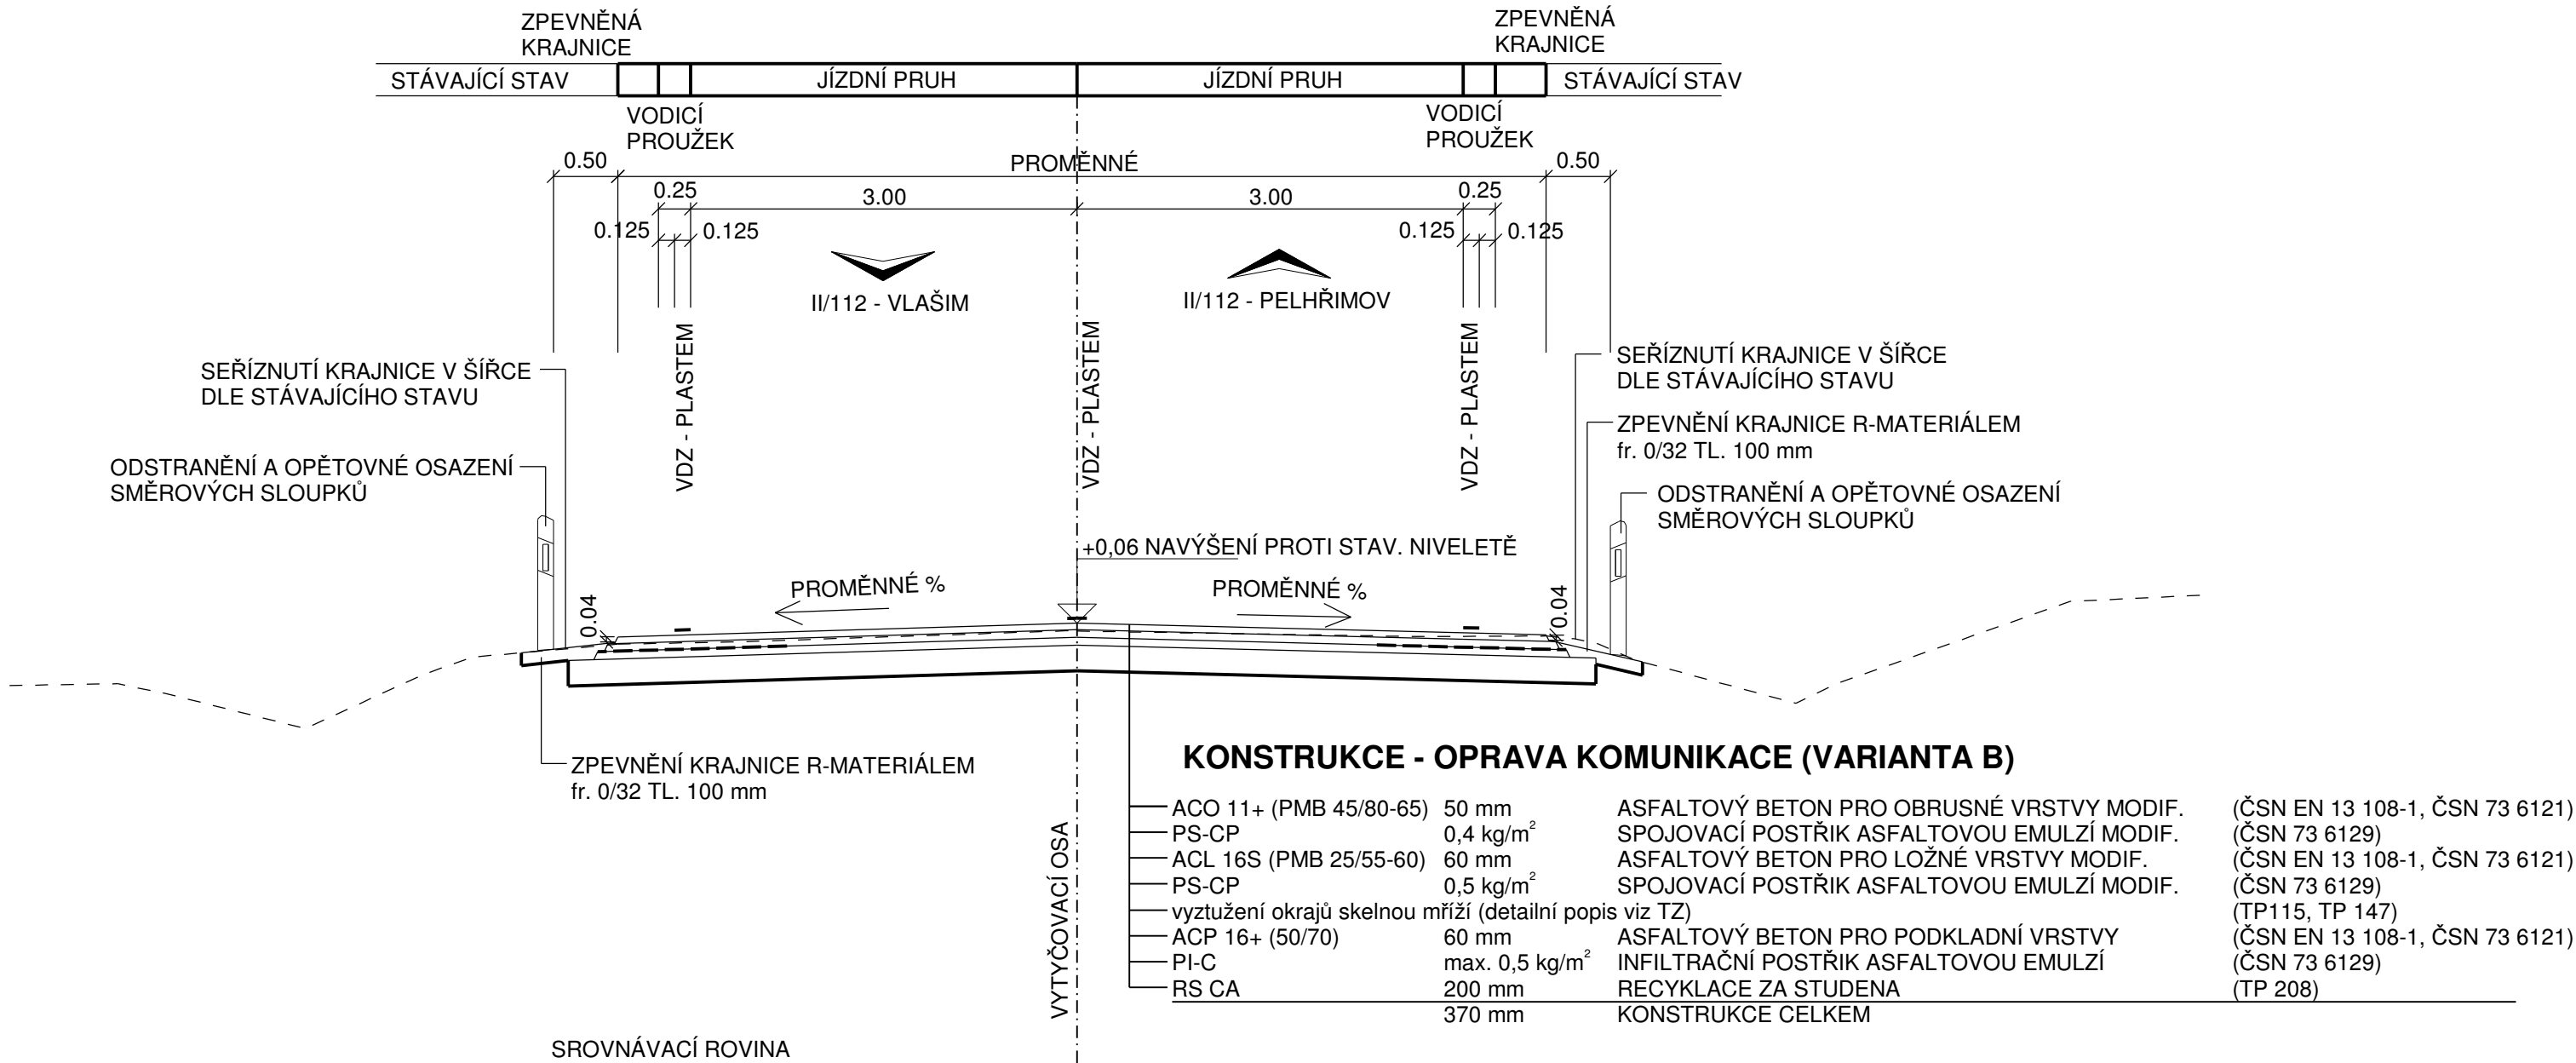 ZPEVNĚNÁ
KRAJNICE
ZPEVNĚNÁ
KRAJNICE
STÁVAJÍCÍ STAV
JÍZDNÍ PRUH
JÍZDNÍ PRUH
STÁVAJÍCÍ STAV
VODICÍ
PROUŽEK
VODICÍ
PROUŽEK
0.50
PROMĚNNÉ
0.50
0.25
3.00
3.00
0.25
0.125
0.125
0.125
0.125
II/112 - VLAŠIM
II/112 - PELHŘIMOV
VDZ - PLASTEM
VDZ - PLASTEM
VDZ - PLASTEM
SEŘÍZNUTÍ KRAJNICE V ŠÍŘCE
DLE STÁVAJÍCÍHO STAVU
SEŘÍZNUTÍ KRAJNICE V ŠÍŘCE
DLE STÁVAJÍCÍHO STAVU
ZPEVNĚNÍ KRAJNICE R-MATERIÁLEM
fr. 0/32 TL. 100 mm
ODSTRANĚNÍ A OPĚTOVNÉ OSAZENÍ
SMĚROVÝCH SLOUPKŮ
ODSTRANĚNÍ A OPĚTOVNÉ OSAZENÍ
SMĚROVÝCH SLOUPKŮ
+0,06 NAVÝŠENÍ PROTI STAV. NIVELETĚ
PROMĚNNÉ %
PROMĚNNÉ %
0.04
0.04
ZPEVNĚNÍ KRAJNICE R-MATERIÁLEM
fr. 0/32 TL. 100 mm
KONSTRUKCE - OPRAVA KOMUNIKACE (VARIANTA B)
ACO 11+ (PMB 45/80-65) 50 mm ASFALTOVÝ BETON PRO OBRUSNÉ VRSTVY MODIF. (ČSN EN 13 108-1, ČSN 73 6121)
PS-CP 0,4 kg/m² SPOJOVACÍ POSTŘIK ASFALTOVOU EMULZÍ MODIF. (ČSN 73 6129)
ACL 16S (PMB 25/55-60) 60 mm ASFALTOVÝ BETON PRO LOŽNÉ VRSTVY MODIF. (ČSN EN 13 108-1, ČSN 73 6121)
PS-CP 0,5 kg/m² SPOJOVACÍ POSTŘIK ASFALTOVOU EMULZÍ MODIF. (ČSN 73 6129)
vyztužení okrajů skelnou mříží (detailní popis viz TZ) (TP115, TP 147)
ACP 16+ (50/70) 60 mm ASFALTOVÝ BETON PRO PODKLADNÍ VRSTVY (ČSN EN 13 108-1, ČSN 73 6121)
PI-C max. 0,5 kg/m² INFILTRAČNÍ POSTŘIK ASFALTOVOU EMULZÍ (ČSN 73 6129)
RS CA 200 mm RECYKLACE ZA STUDENA (TP 208)
370 mm KONSTRUKCE CELKEM
VYTYČOVACÍ OSA
SROVNÁVACÍ ROVINA